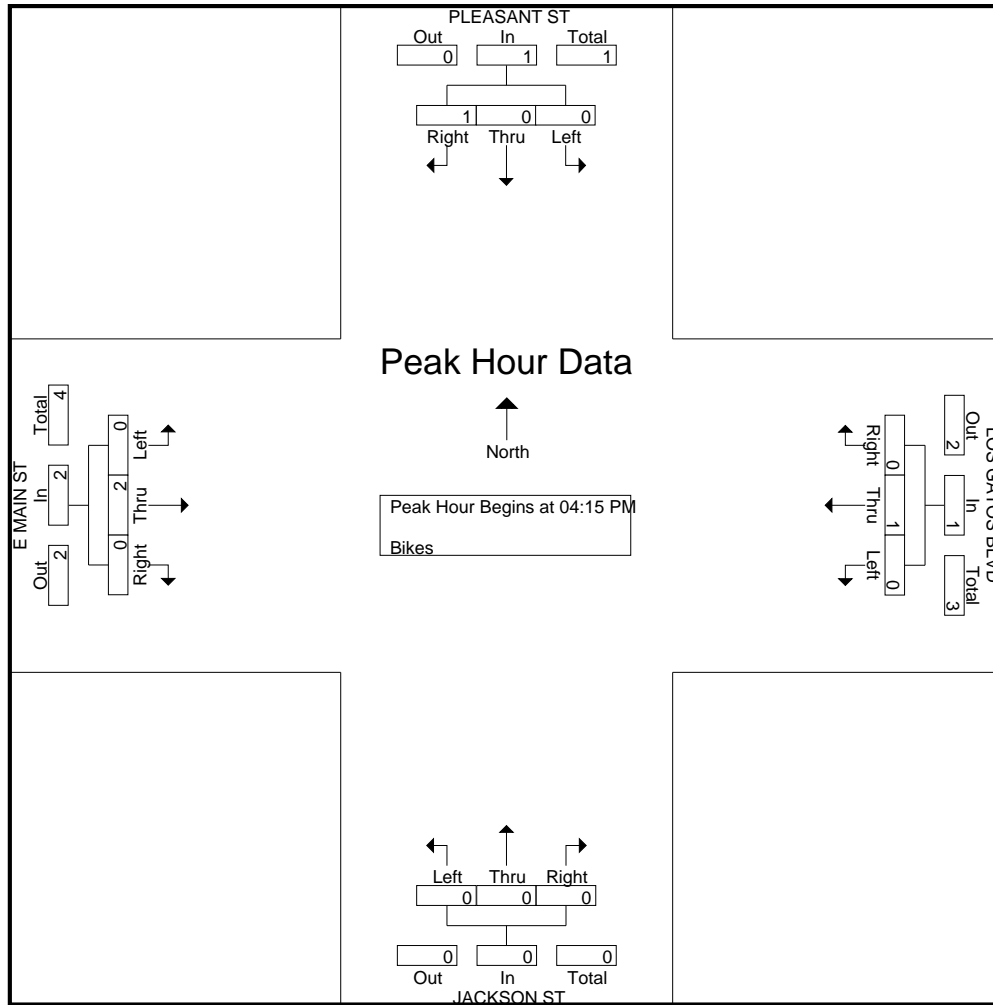 PLEASANT ST
Out In Total
0 1 1
1 0 0
Right Thru Left
Peak Hour Data
North
Peak Hour Begins at 04:15 PM
Bikes
E MAIN ST
Out In Total
2 2 4
0 2 0
Right Thru Left
LOS GATOS BLVD
Out In Total
2 1 3
0 1 0
Right Thru Left
Left Thru Right
0 0 0
0 0 0
Out In Total
JACKSON ST